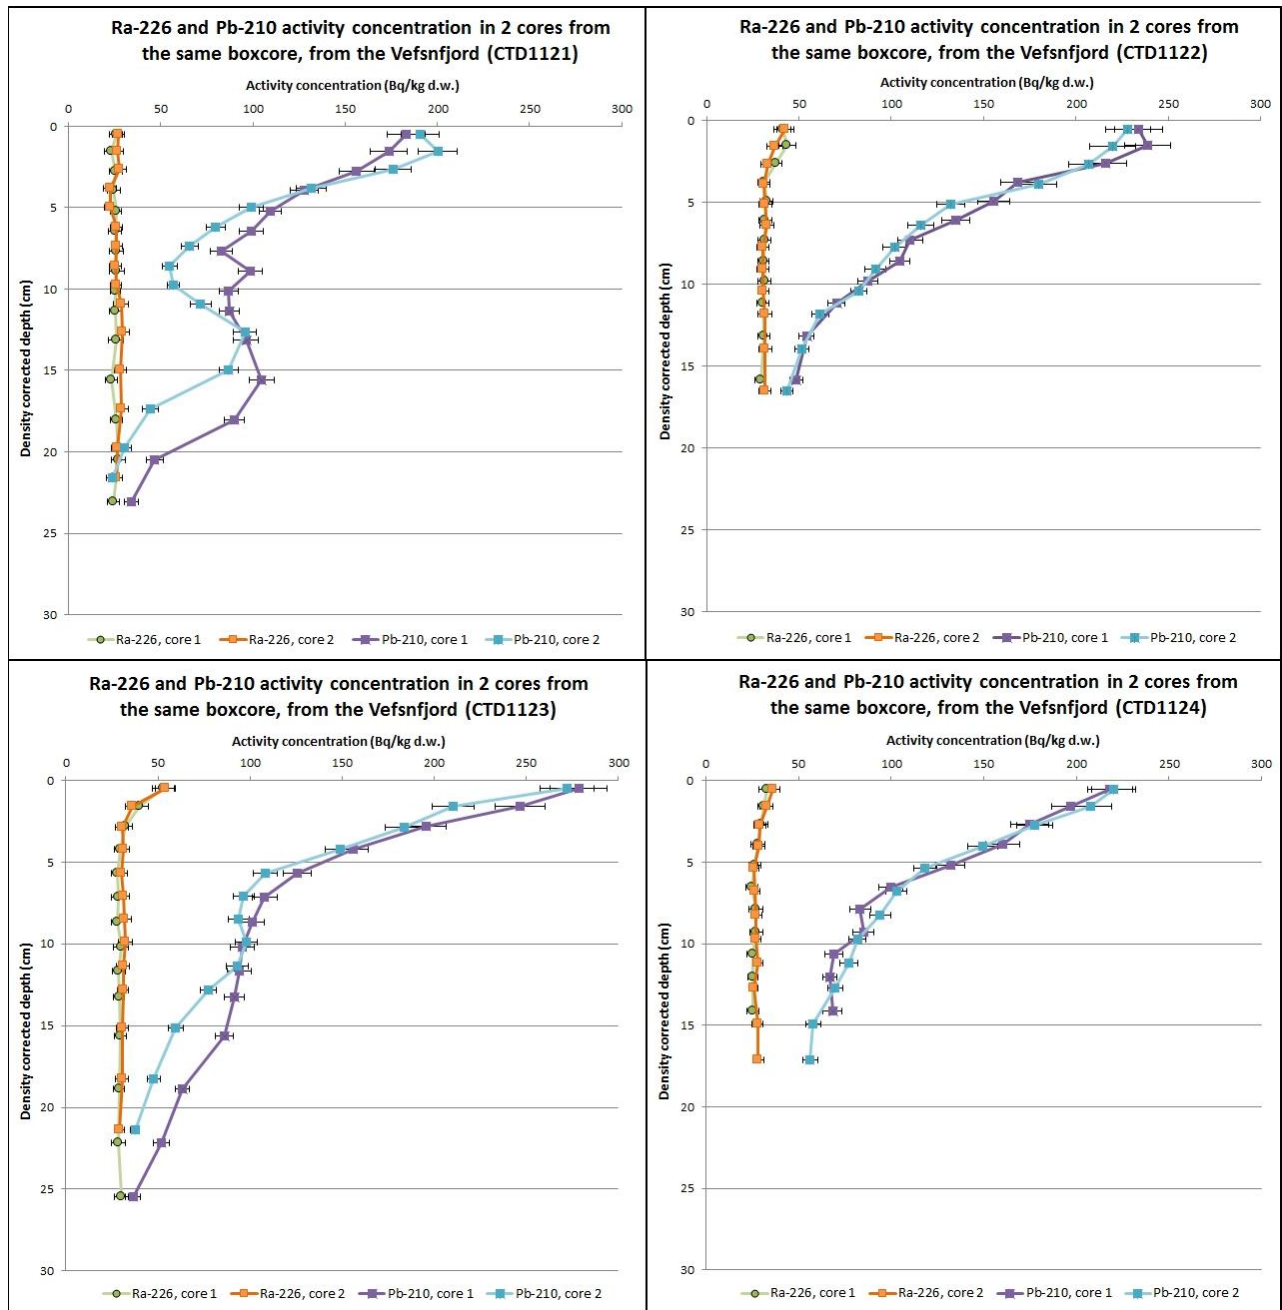 Ra-226 and Pb-210 activity concentration in 2 cores from
the same boxcore, from the Vefsnfjord (CTD1121)
Activity concentration (Bq/kg d.w.)
0 50 100 150 200 250 300
0
5
10
15
20
25
30
Density corrected depth (cm)
Ra-226, core 1 Ra-226, core 2 Pb-210, core 1 Pb-210, core 2
Ra-226 and Pb-210 activity concentration in 2 cores from
the same boxcore, from the Vefsnfjord (CTD1122)
Activity concentration (Bq/kg d.w.)
0 50 100 150 200 250 300
0
5
10
15
20
25
30
Density corrected depth (cm)
Ra-226, core 1 Ra-226, core 2 Pb-210, core 1 Pb-210, core 2
Ra-226 and Pb-210 activity concentration in 2 cores from
the same boxcore, from the Vefsnfjord (CTD1123)
Activity concentration (Bq/kg d.w.)
0 50 100 150 200 250 300
0
5
10
15
20
25
30
Density corrected depth (cm)
Ra-226, core 1 Ra-226, core 2 Pb-210, core 1 Pb-210, core 2
Ra-226 and Pb-210 activity concentration in 2 cores from
the same boxcore, from the Vefsnfjord (CTD1124)
Activity concentration (Bq/kg d.w.)
0 50 100 150 200 250 300
0
5
10
15
20
25
30
Density corrected depth (cm)
Ra-226, core 1 Ra-226, core 2 Pb-210, core 1 Pb-210, core 2